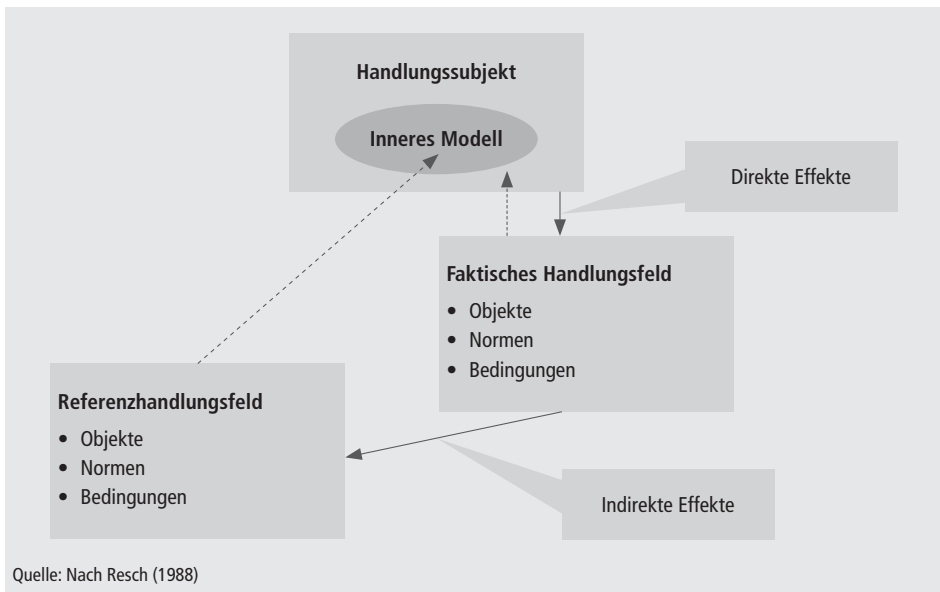 Handlungssubjekt
Inneres Modell
Direkte Effekte
Faktisches Handlungsfeld
• Objekte
• Normen
• Bedingungen
Referenzhandlungsfeld
• Objekte
• Normen
• Bedingungen
Indirekte Effekte
Quelle: Nach Resch (1988)